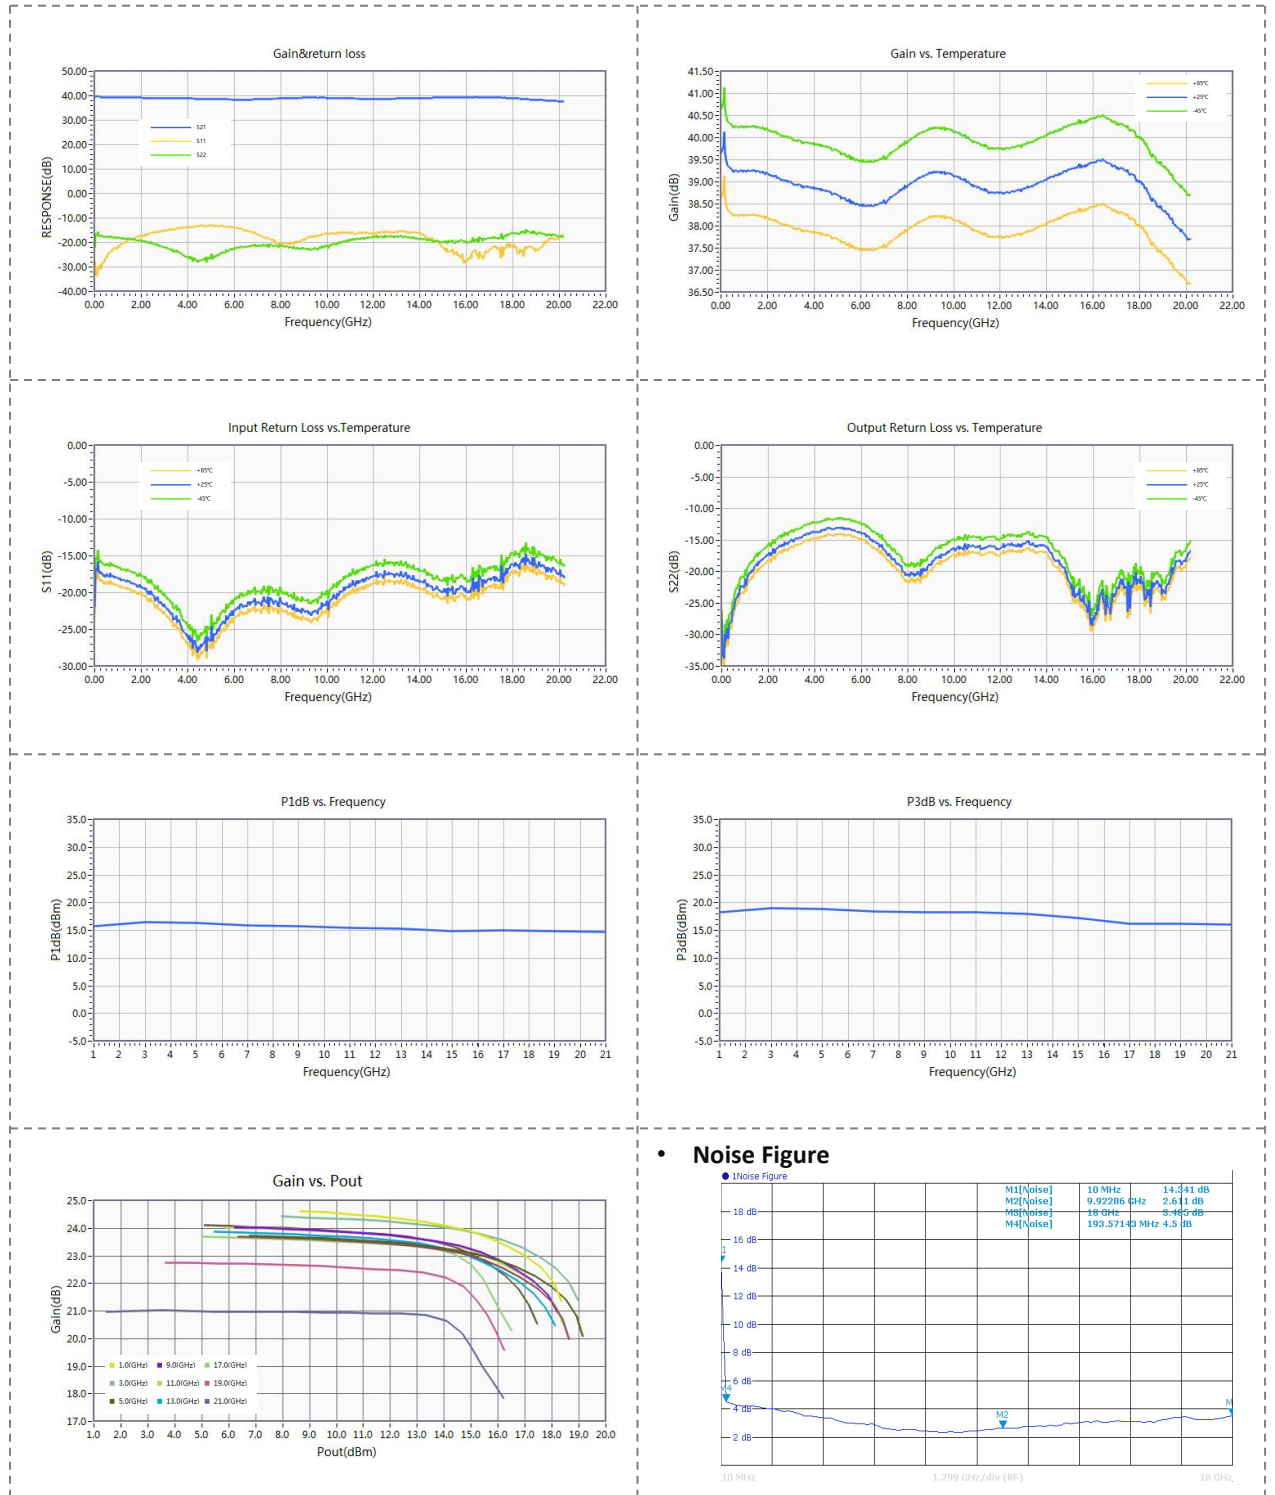 Gain&return loss
50.00
40.00
30.00
20.00
10.00
0.00
-10.00
-20.00
-30.00
-40.00
RESPONSE(dB)
S21
S11
S22
0.00 2.00 4.00 6.00 8.00 10.00 12.00 14.00 16.00 18.00 20.00 22.00
Frequency(GHz)
Gain vs. Temperature
41.50
41.00
40.50
40.00
39.50
39.00
38.50
38.00
37.50
37.00
36.50
Gain(dB)
+85℃
+25℃
-45℃
0.00 2.00 4.00 6.00 8.00 10.00 12.00 14.00 16.00 18.00 20.00 22.00
Frequency(GHz)
Input Return Loss vs.Temperature
0.00
-5.00
-10.00
-15.00
-20.00
-25.00
-30.00
S11(dB)
+85℃
+25℃
-45℃
0.00 2.00 4.00 6.00 8.00 10.00 12.00 14.00 16.00 18.00 20.00 22.00
Frequency(GHz)
Output Return Loss vs. Temperature
0.00
-5.00
-10.00
-15.00
-20.00
-25.00
-30.00
-35.00
S22(dB)
+85℃
+25℃
-45℃
0.00 2.00 4.00 6.00 8.00 10.00 12.00 14.00 16.00 18.00 20.00 22.00
Frequency(GHz)
P1dB vs. Frequency
35.0
30.0
25.0
20.0
15.0
10.0
5.0
0.0
-5.0
P1dB(dBm)
1 2 3 4 5 6 7 8 9 10 11 12 13 14 15 16 17 18 19 20 21
Frequency(GHz)
P3dB vs. Frequency
35.0
30.0
25.0
20.0
15.0
10.0
5.0
0.0
-5.0
P3dB(dBm)
1 2 3 4 5 6 7 8 9 10 11 12 13 14 15 16 17 18 19 20 21
Frequency(GHz)
Gain vs. Pout
25.0
24.0
23.0
22.0
21.0
20.0
19.0
18.0
17.0
Gain(dB)
1.0(GHz) 9.0(GHz) 17.0(GHz)
3.0(GHz) 11.0(GHz) 19.0(GHz)
5.0(GHz) 13.0(GHz) 21.0(GHz)
1.0 2.0 3.0 4.0 5.0 6.0 7.0 8.0 9.0 10.0 11.0 12.0 13.0 14.0 15.0 16.0 17.0 18.0 19.0 20.0
Pout(dBm)
• Noise Figure
1Noise Figure
M1[Noise] 10 MHz 14.341 dB
M2[Noise] 9.92286 GHz 2.611 dB
M3[Noise] 18 GHz 3.485 dB
M4[Noise] 193.57143 MHz 4.5 dB
18 dB
16 dB
1
14 dB
12 dB
10 dB
8 dB
6 dB
M4
4 dB
M2
M
2 dB
10 MHz 1.799 GHz/div (RF) 18 GHz